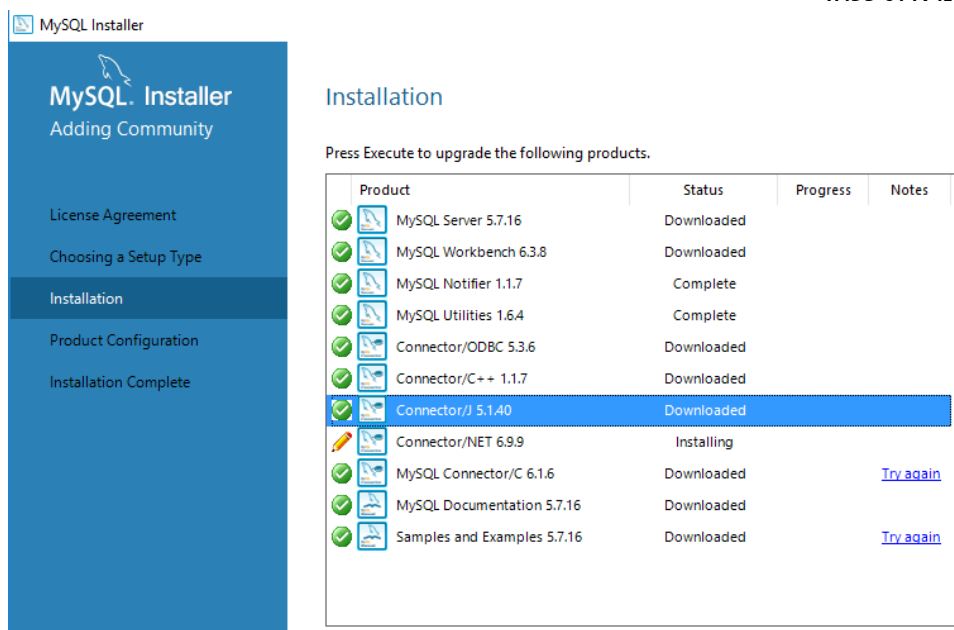 MySQL Installer
MySQL. Installer
Adding Community
License Agreement
Choosing a Setup Type
Installation
Product Configuration
Installation Complete
Installation
Press Execute to upgrade the following products.
Product Status Progress Notes
MySQL Server 5.7.16 Downloaded
MySQL Workbench 6.3.8 Downloaded
MySQL Notifier 1.1.7 Complete
MySQL Utilities 1.6.4 Complete
Connector/ODBC 5.3.6 Downloaded
Connector/C++ 1.1.7 Downloaded
Connector/J 5.1.40 Downloaded
Connector/NET 6.9.9 Installing
MySQL Connector/C 6.1.6 Downloaded Try again
MySQL Documentation 5.7.16 Downloaded
Samples and Examples 5.7.16 Downloaded Try again